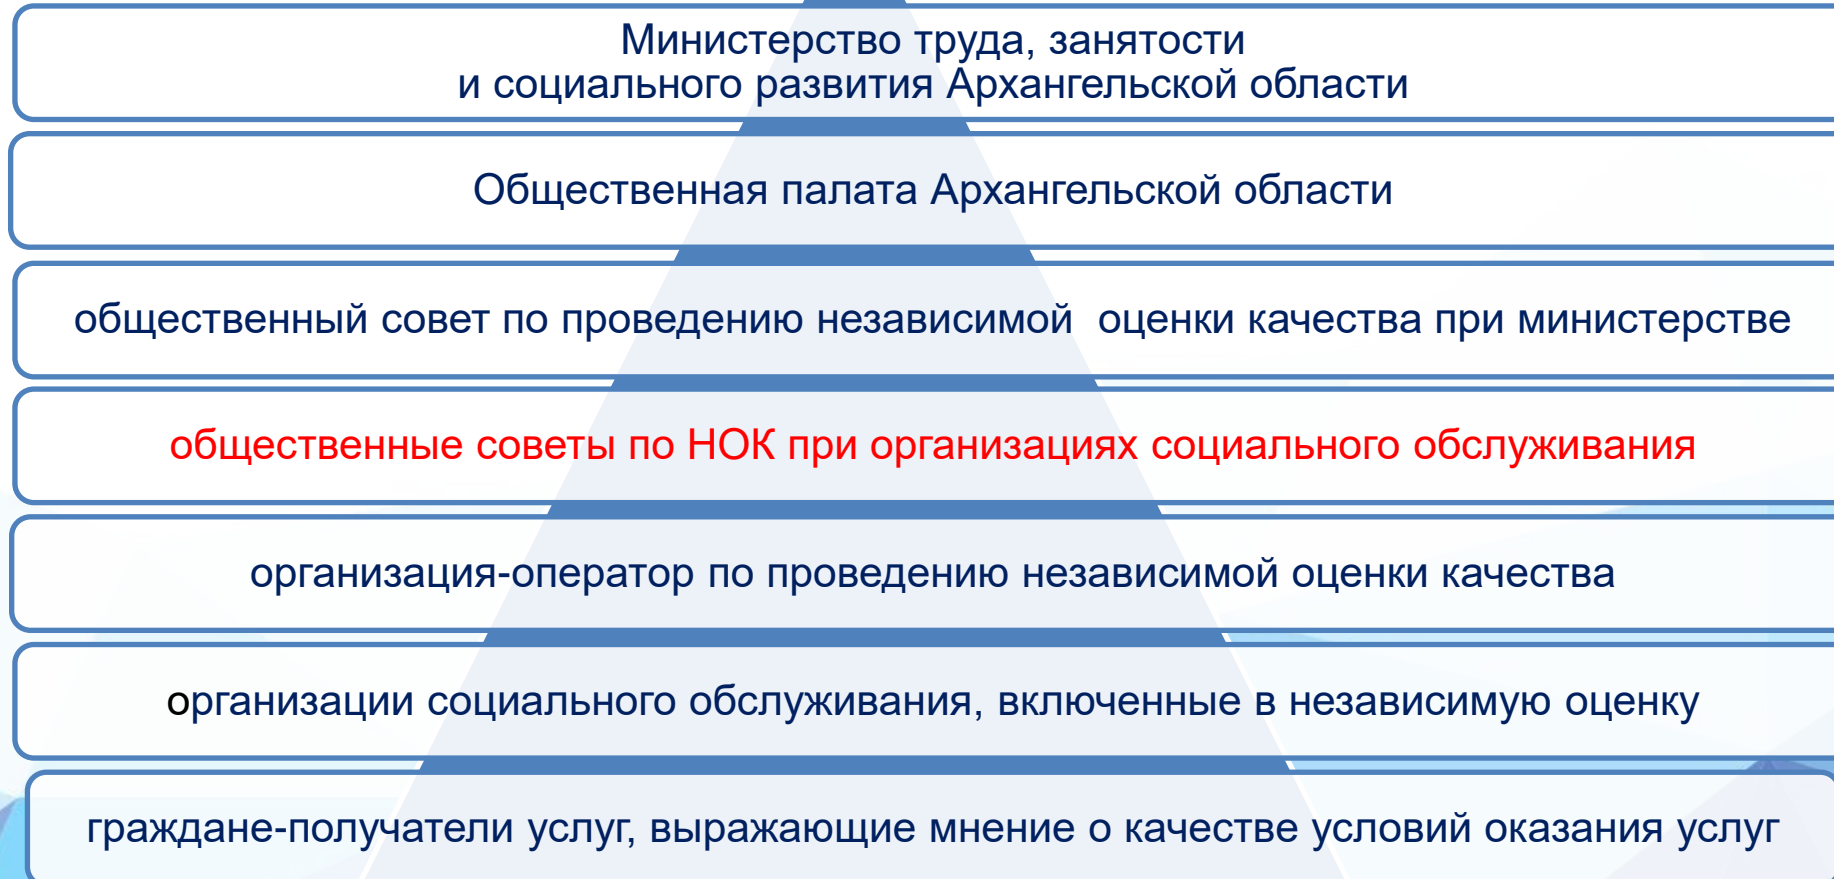 Министерство труда, занятости
и социального развития Архангельской области
Общественная палата Архангельской области
общественный совет по проведению независимой  оценки качества при министерстве
общественные советы по НОК при организациях социального обслуживания
организация-оператор по проведению независимой оценки качества
организации социального обслуживания, включенные в независимую оценку
граждане-получатели услуг, выражающие мнение о качестве условий оказания услуг